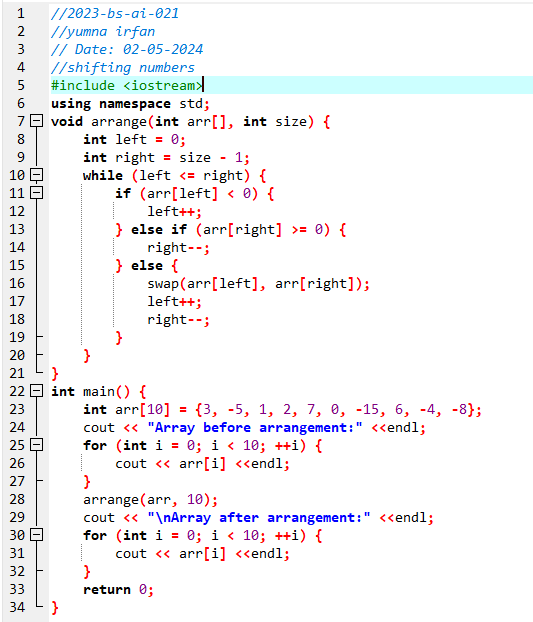 1 //2023-bs-ai-021
2 //yumna irfan
3 // Date: 02-05-2024
4 //shifting numbers
5 #include <iostream>
6 using namespace std;
7 void arrange(int arr[], int size) {
8     int left = 0;
9     int right = size - 1;
10     while (left <= right) {
11         if (arr[left] < 0) {
12             left++;
13         } else if (arr[right] >= 0) {
14             right--;
15         } else {
16             swap(arr[left], arr[right]);
17             left++;
18             right--;
19         }
20     }
21 }
22 int main() {
23     int arr[10] = {3, -5, 1, 2, 7, 0, -15, 6, -4, -8};
24     cout << "Array before arrangement:" <<endl;
25     for (int i = 0; i < 10; ++i) {
26         cout << arr[i] <<endl;
27     }
28     arrange(arr, 10);
29     cout << "\nArray after arrangement:" <<endl;
30     for (int i = 0; i < 10; ++i) {
31         cout << arr[i] <<endl;
32     }
33     return 0;
34 }